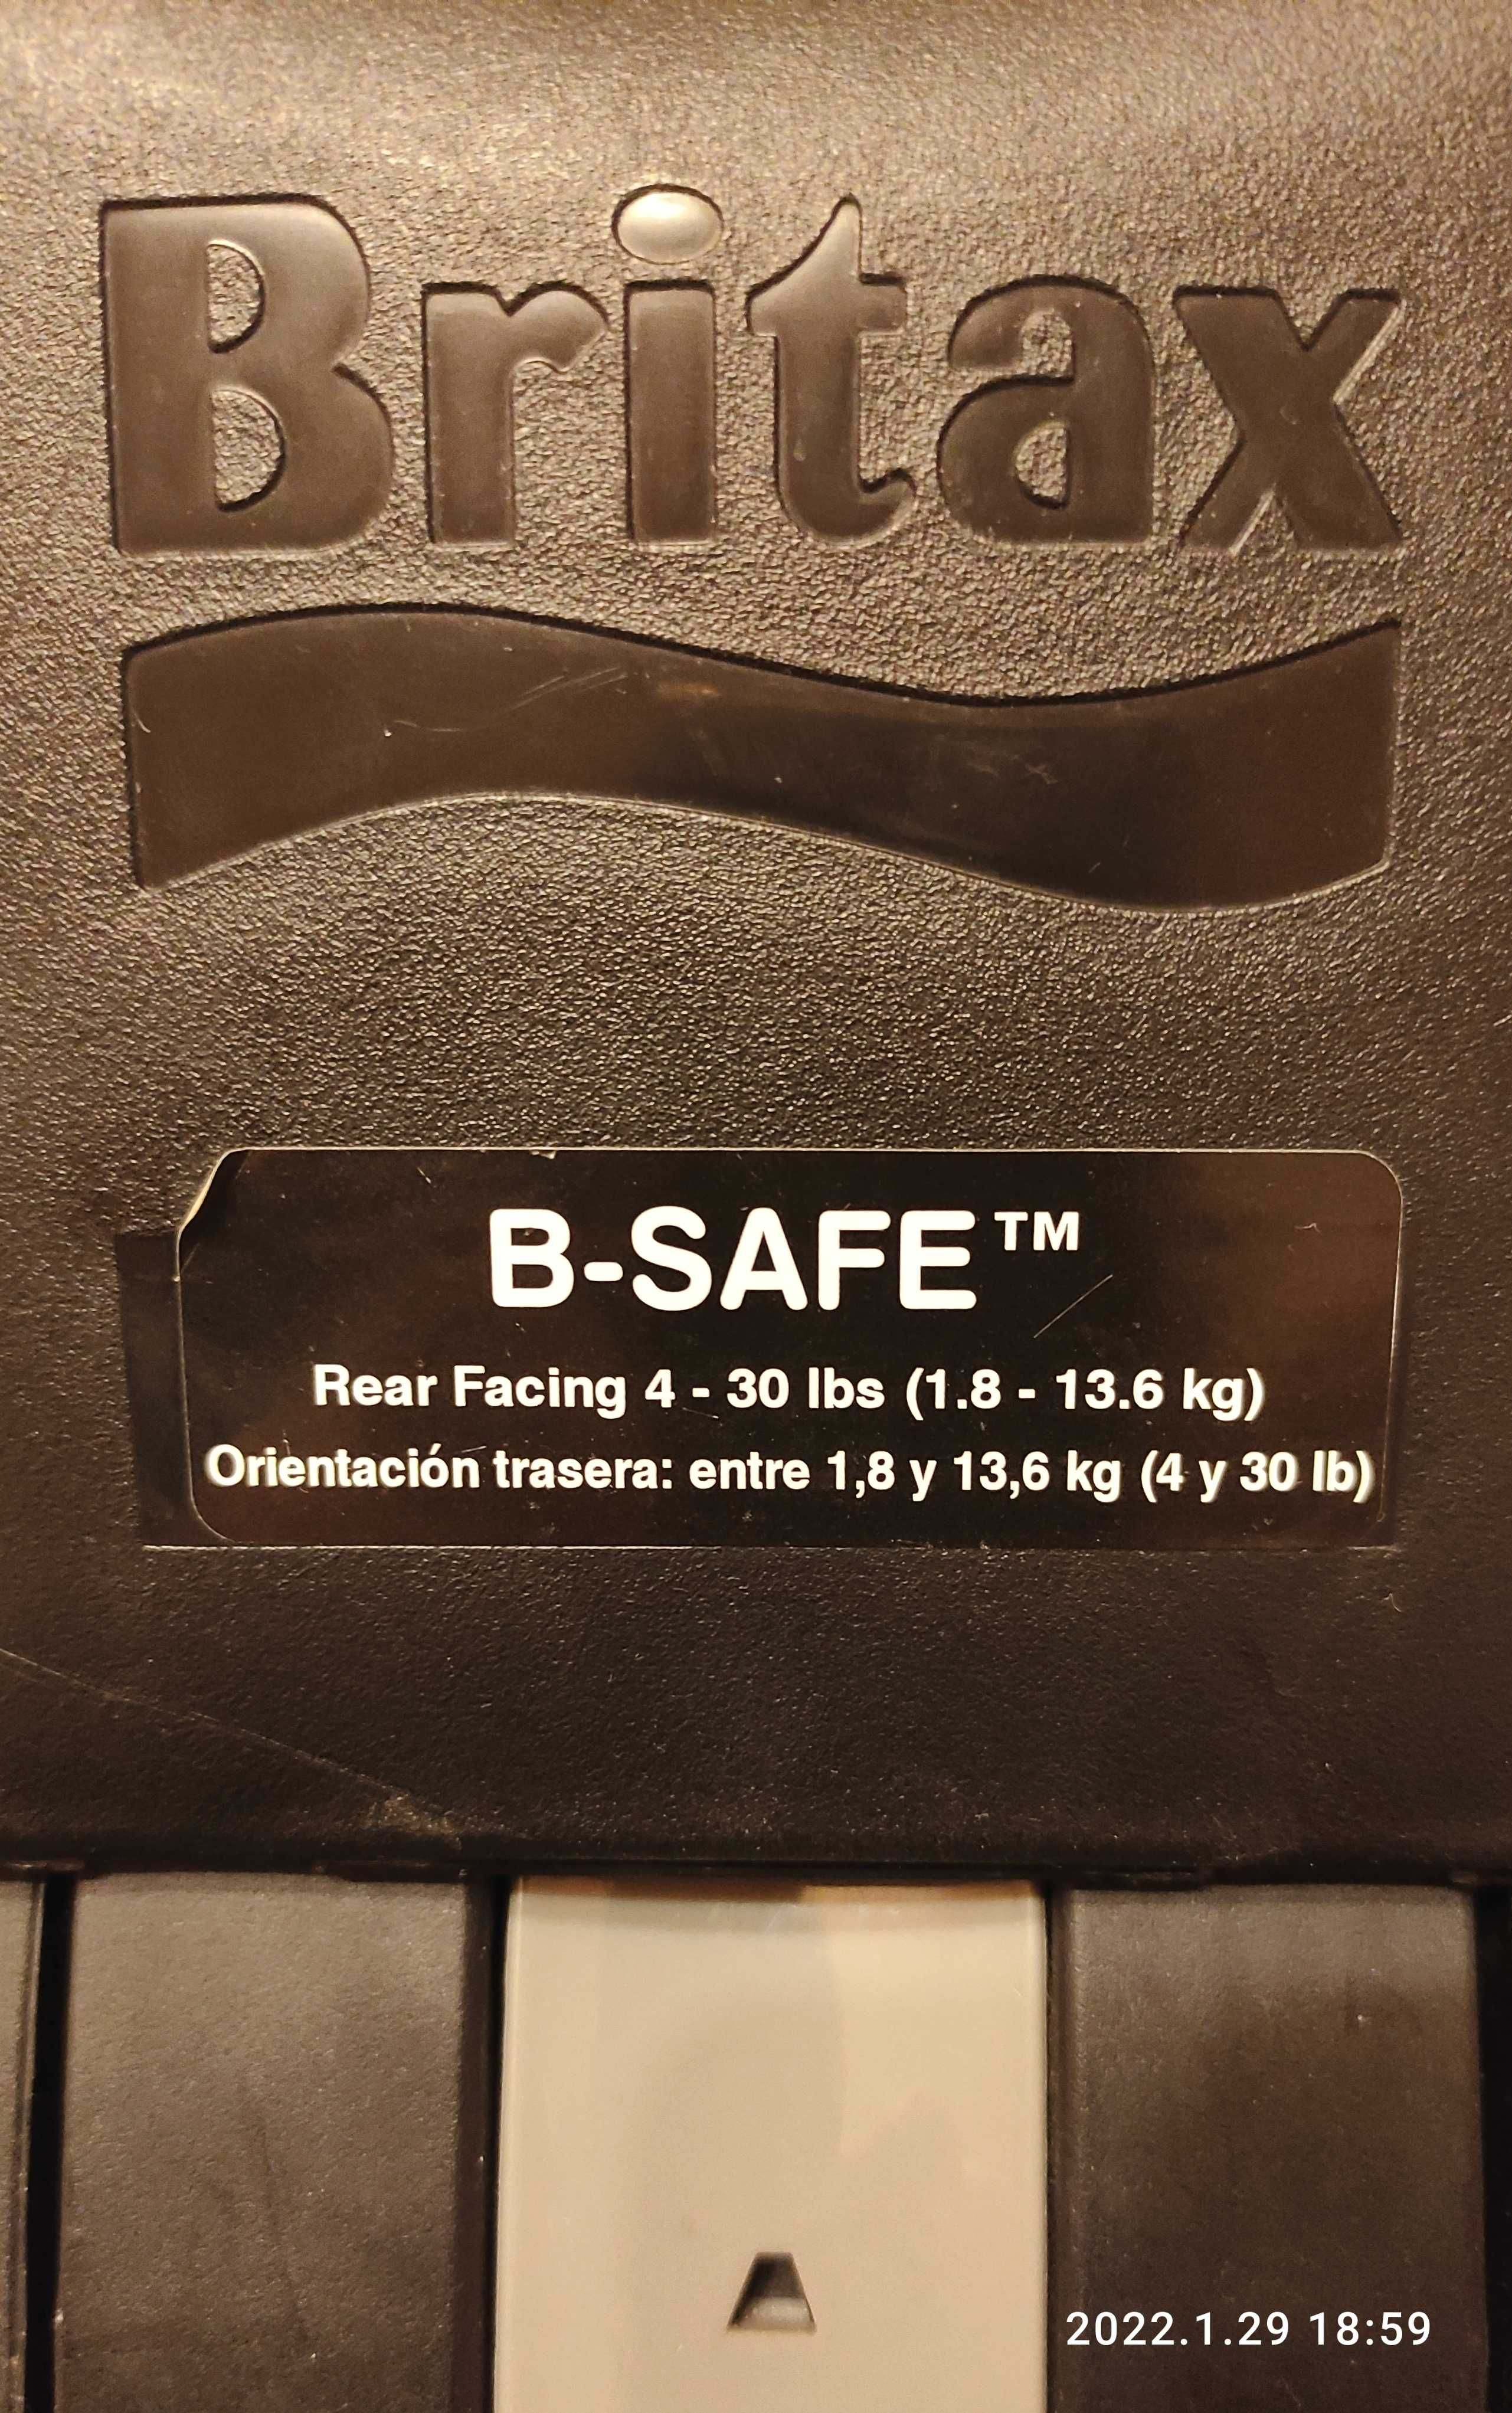 Britax
B-SAFE™
Rear Facing 4 - 30 lbs (1.8 - 13.6 kg)
Orientación trasera: entre 1,8 y 13,6 kg (4 y 30 lb)
2022.1.29 18:59